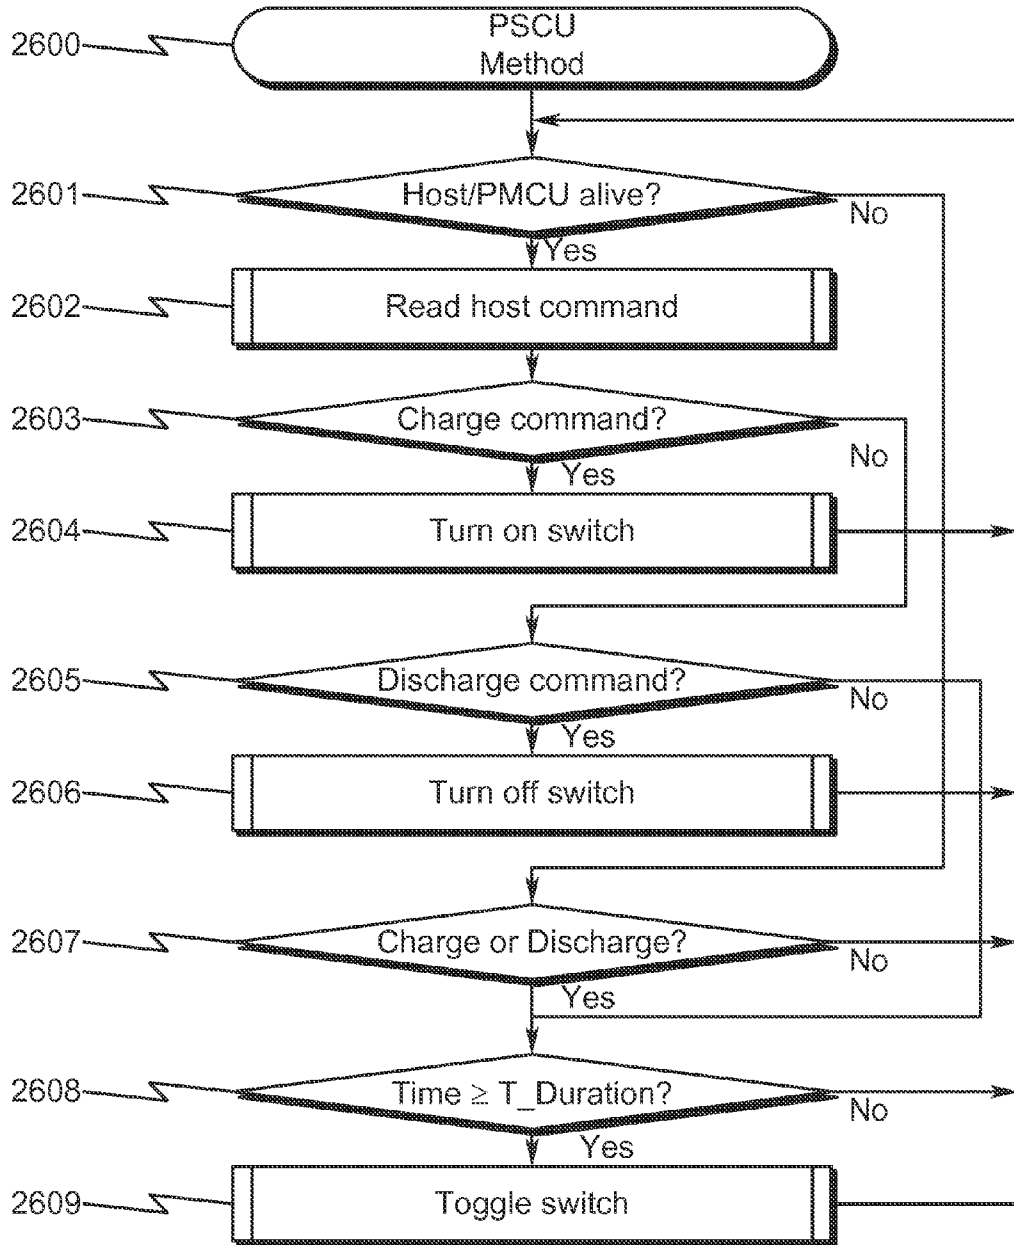 2600
PSCU
Method
2601
Host/PMCU alive?
No
Yes
2602
Read host command
2603
Charge command?
No
Yes
2604
Turn on switch
2605
Discharge command?
No
Yes
2606
Turn off switch
2607
Charge or Discharge?
No
Yes
2608
Time ≥ T_Duration?
No
Yes
2609
Toggle switch